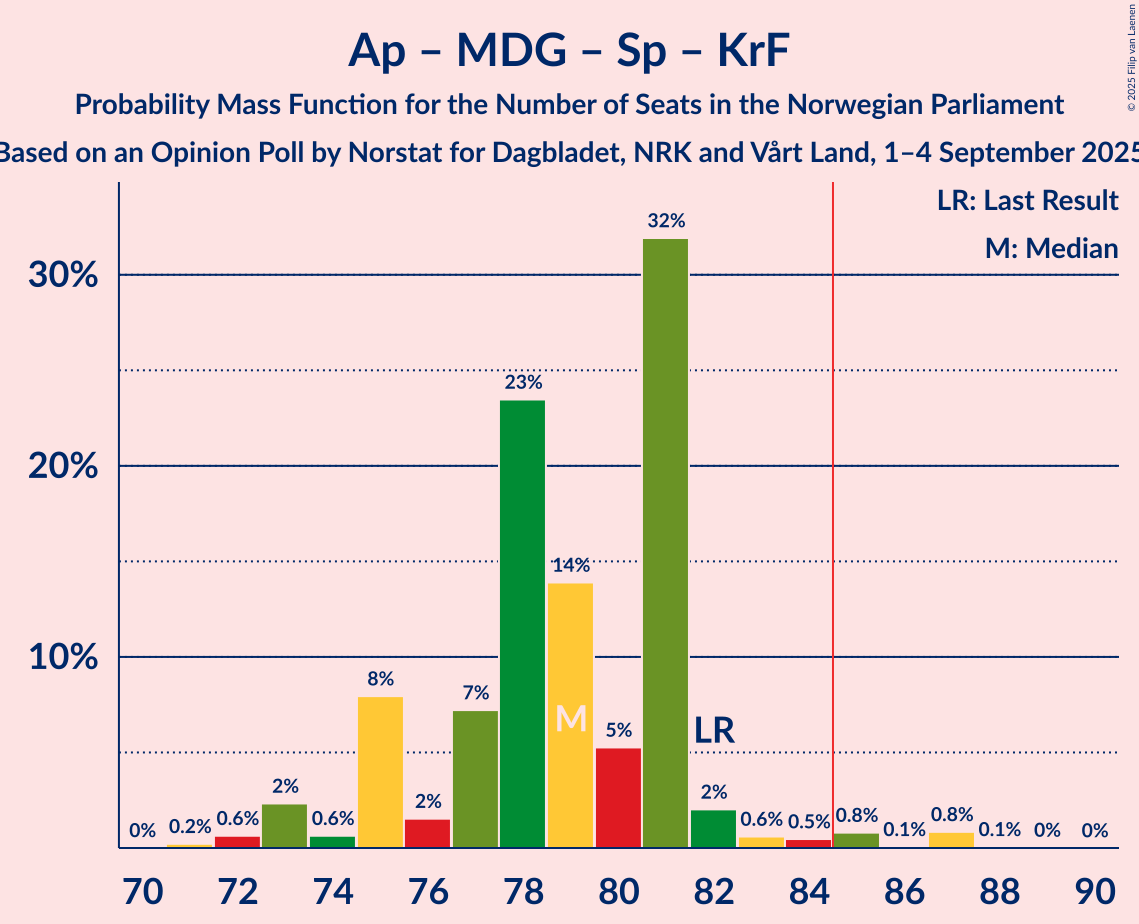 Ap – MDG – Sp – KrF
Probability Mass Function for the Number of Seats in the Norwegian Parliament
Based on an Opinion Poll by Norstat for Dagbladet, NRK and Vårt Land, 1–4 September 2025
© 2025 Filip van Laenen
LR: Last Result
M: Median
30%
20%
10%
0%
0.2%
0.6%
2%
0.6%
8%
2%
7%
23%
14%
5%
32%
2%
0.6%
0.5%
0.8%
0.1%
0.8%
0.1%
0%
0%
M
LR
70 72 74 76 78 80 82 84 86 88 90